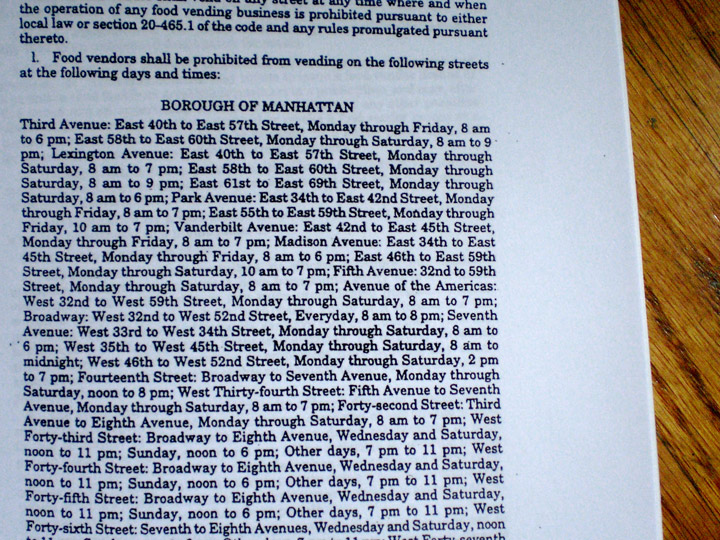 shall vend on any street at any time where and when
the operation of any food vending business is prohibited pursuant to either
local law or section 20-465.1 of the code and any rules promulgated pursuant
thereto.
1. Food vendors shall be prohibited from vending on the following streets
at the following days and times:
BOROUGH OF MANHATTAN
Third Avenue: East 40th to East 57th Street, Monday through Friday, 8 am
to 6 pm; East 58th to East 60th Street, Monday through Saturday, 8 am to 9
pm; Lexington Avenue: East 40th to East 57th Street, Monday through
Saturday, 8 am to 7 pm; East 58th to East 60th Street, Monday through
Saturday, 8 am to 9 pm; East 61st to East 69th Street, Monday through
Saturday, 8 am to 6 pm; Park Avenue: East 34th to East 42nd Street, Monday
through Friday, 8 am to 7 pm; East 55th to East 59th Street, Monday through
Friday, 10 am to 7 pm; Vanderbilt Avenue: East 42nd to East 45th Street,
Monday through Friday, 8 am to 7 pm; Madison Avenue: East 34th to East
45th Street, Monday through Friday, 8 am to 6 pm; East 46th to East 59th
Street, Monday through Saturday, 10 am to 7 pm; Fifth Avenue: 32nd to 59th
Street, Monday through Saturday, 8 am to 7 pm; Avenue of the Americas:
West 32nd to West 59th Street, Monday through Saturday, 8 am to 7 pm;
Broadway: West 32nd to West 52nd Street, Everyday, 8 am to 8 pm; Seventh
Avenue: West 33rd to West 34th Street, Monday through Saturday, 8 am to
6 pm; West 35th to West 45th Street, Monday through Saturday, 8 am to
midnight; West 46th to West 52nd Street, Monday through Saturday, 2 pm
to 7 pm; Fourteenth Street: Broadway to Seventh Avenue, Monday through
Saturday, noon to 8 pm; West Thirty-fourth Street: Fifth Avenue to Seventh
Avenue, Monday through Saturday, 8 am to 7 pm; Forty-second Street: Third
Avenue to Eighth Avenue, Monday through Saturday, 8 am to 7 pm; West
Forty-third Street: Broadway to Eighth Avenue, Wednesday and Saturday,
noon to 11 pm; Sunday, noon to 6 pm; Other days, 7 pm to 11 pm; West
Forty-fourth Street: Broadway to Eighth Avenue, Wednesday and Saturday,
noon to 11 pm; Sunday, noon to 6 pm; Other days, 7 pm to 11 pm; West
Forty-fifth Street: Broadway to Eighth Avenue, Wednesday and Saturday,
noon to 11 pm; Sunday, noon to 6 pm; Other days, 7 pm to 11 pm; West
Forty-sixth Street: Seventh to Eighth Avenues, Wednesday and Saturday, noon
West Forty-seventh